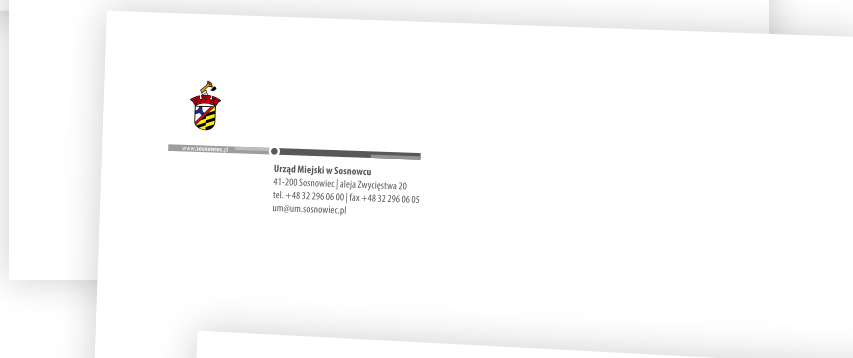 www.sosnowiec.pl
Urząd Miejski w Sosnowcu
41-200 Sosnowiec | aleja Zwycięstwa 20
tel. +48 32 296 06 00 | fax +48 32 296 06 05
um@um.sosnowiec.pl